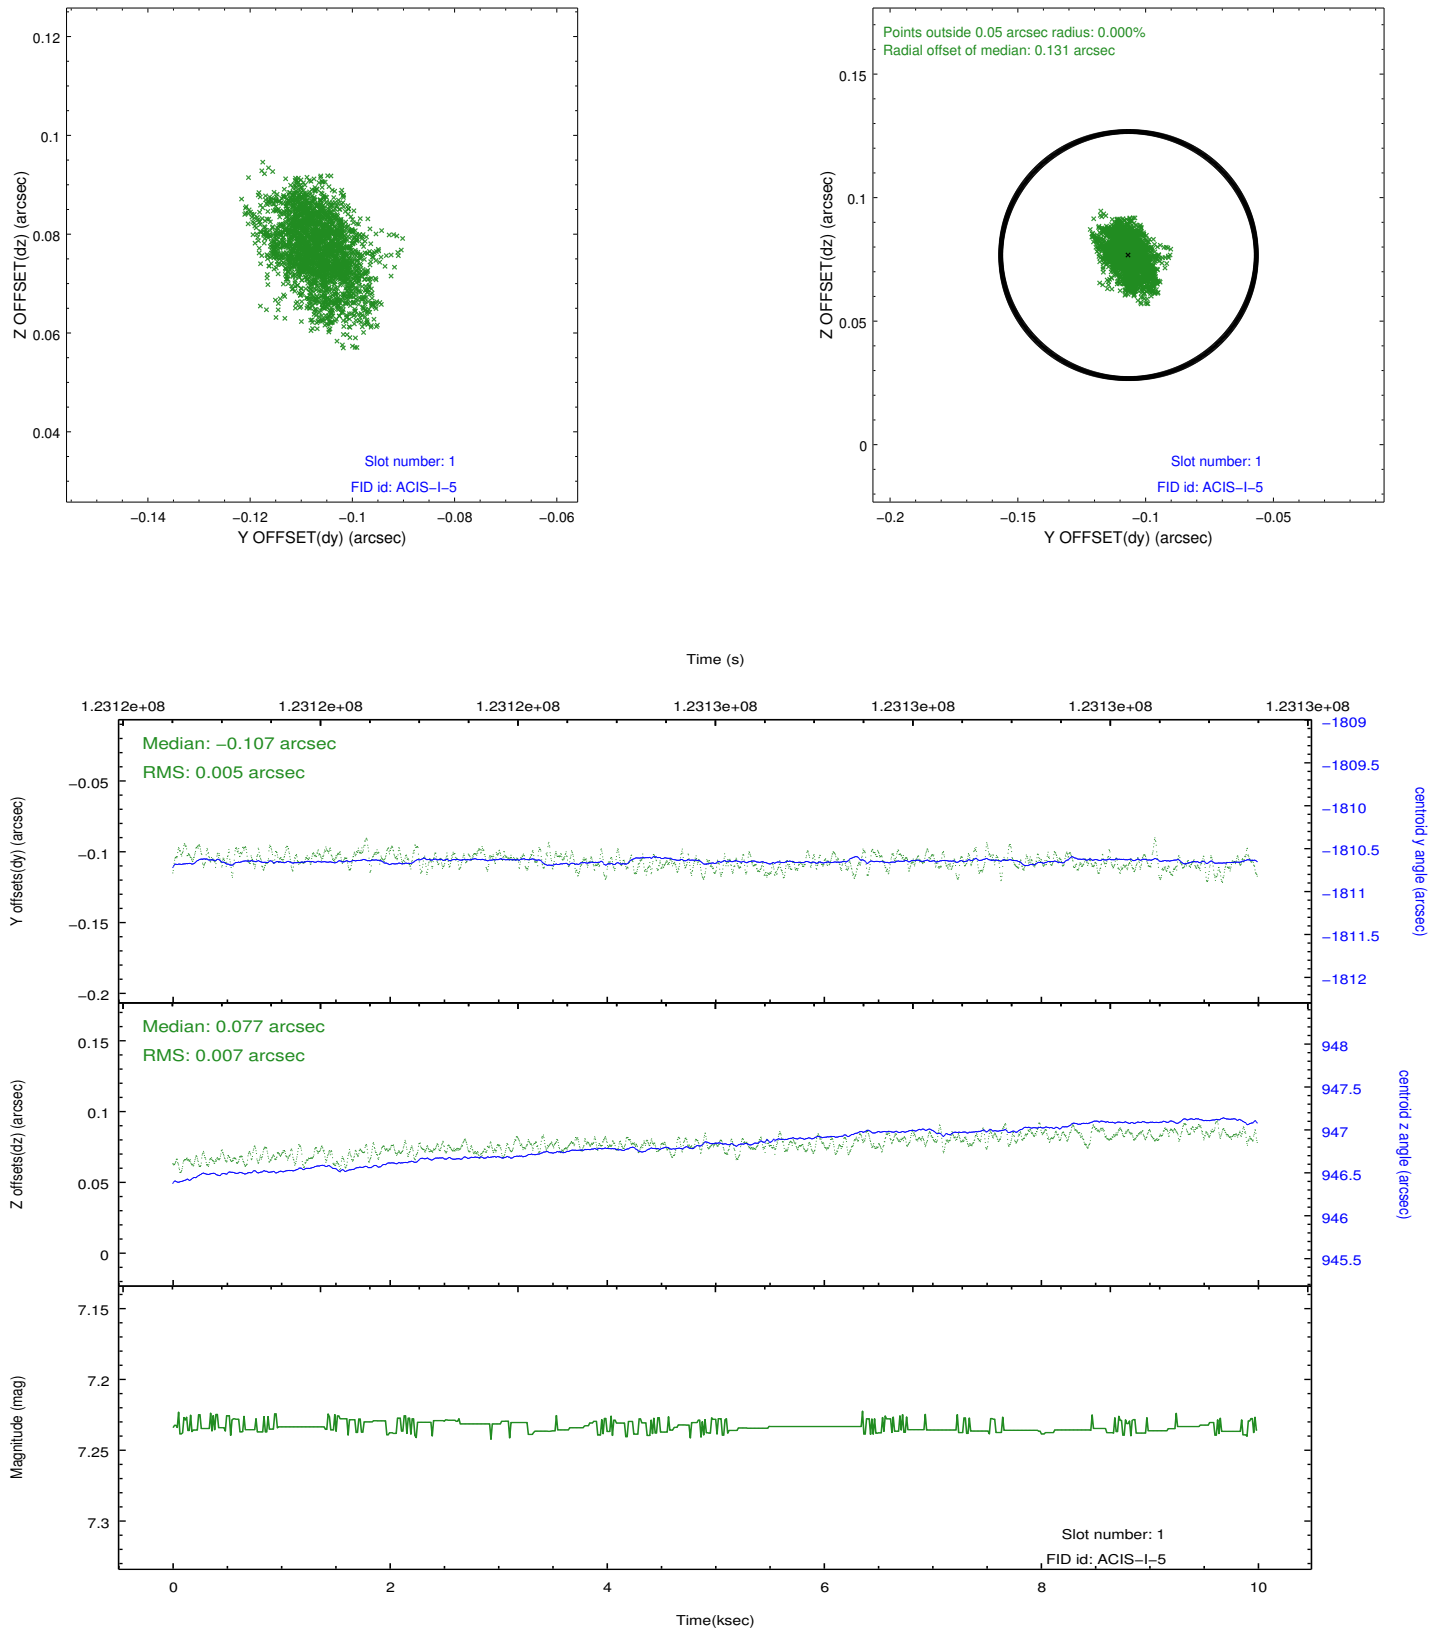 0.12
0.1
0.08
0.06
0.04
Z OFFSET(dz) (arcsec)
−0.14
−0.12
−0.1
−0.08
−0.06
Y OFFSET(dy) (arcsec)
Slot number: 1
FID id: ACIS−I−5
Points outside 0.05 arcsec radius: 0.000%
Radial offset of median: 0.131 arcsec
0.15
0.1
0.05
0
Z OFFSET(dz) (arcsec)
−0.2
−0.15
−0.1
−0.05
Y OFFSET(dy) (arcsec)
Slot number: 1
FID id: ACIS−I−5
Time (s)
1.2312e+08 1.2312e+08 1.2312e+08 1.2313e+08 1.2313e+08 1.2313e+08 1.2313e+08
Median: −0.107 arcsec
RMS: 0.005 arcsec
−0.05
−0.1
−0.15
−0.2
Y offsets(dy) (arcsec)
−1809
−1809.5
−1810
−1810.5
−1811
−1811.5
−1812
centroid y angle (arcsec)
Median: 0.077 arcsec
RMS: 0.007 arcsec
0.15
0.1
0.05
0
Z offsets(dz) (arcsec)
948
947.5
947
946.5
946
945.5
centroid z angle (arcsec)
7.15
7.2
7.25
7.3
Magnitude (mag)
Slot number: 1
FID id: ACIS−I−5
0 2 4 6 8 10
Time(ksec)